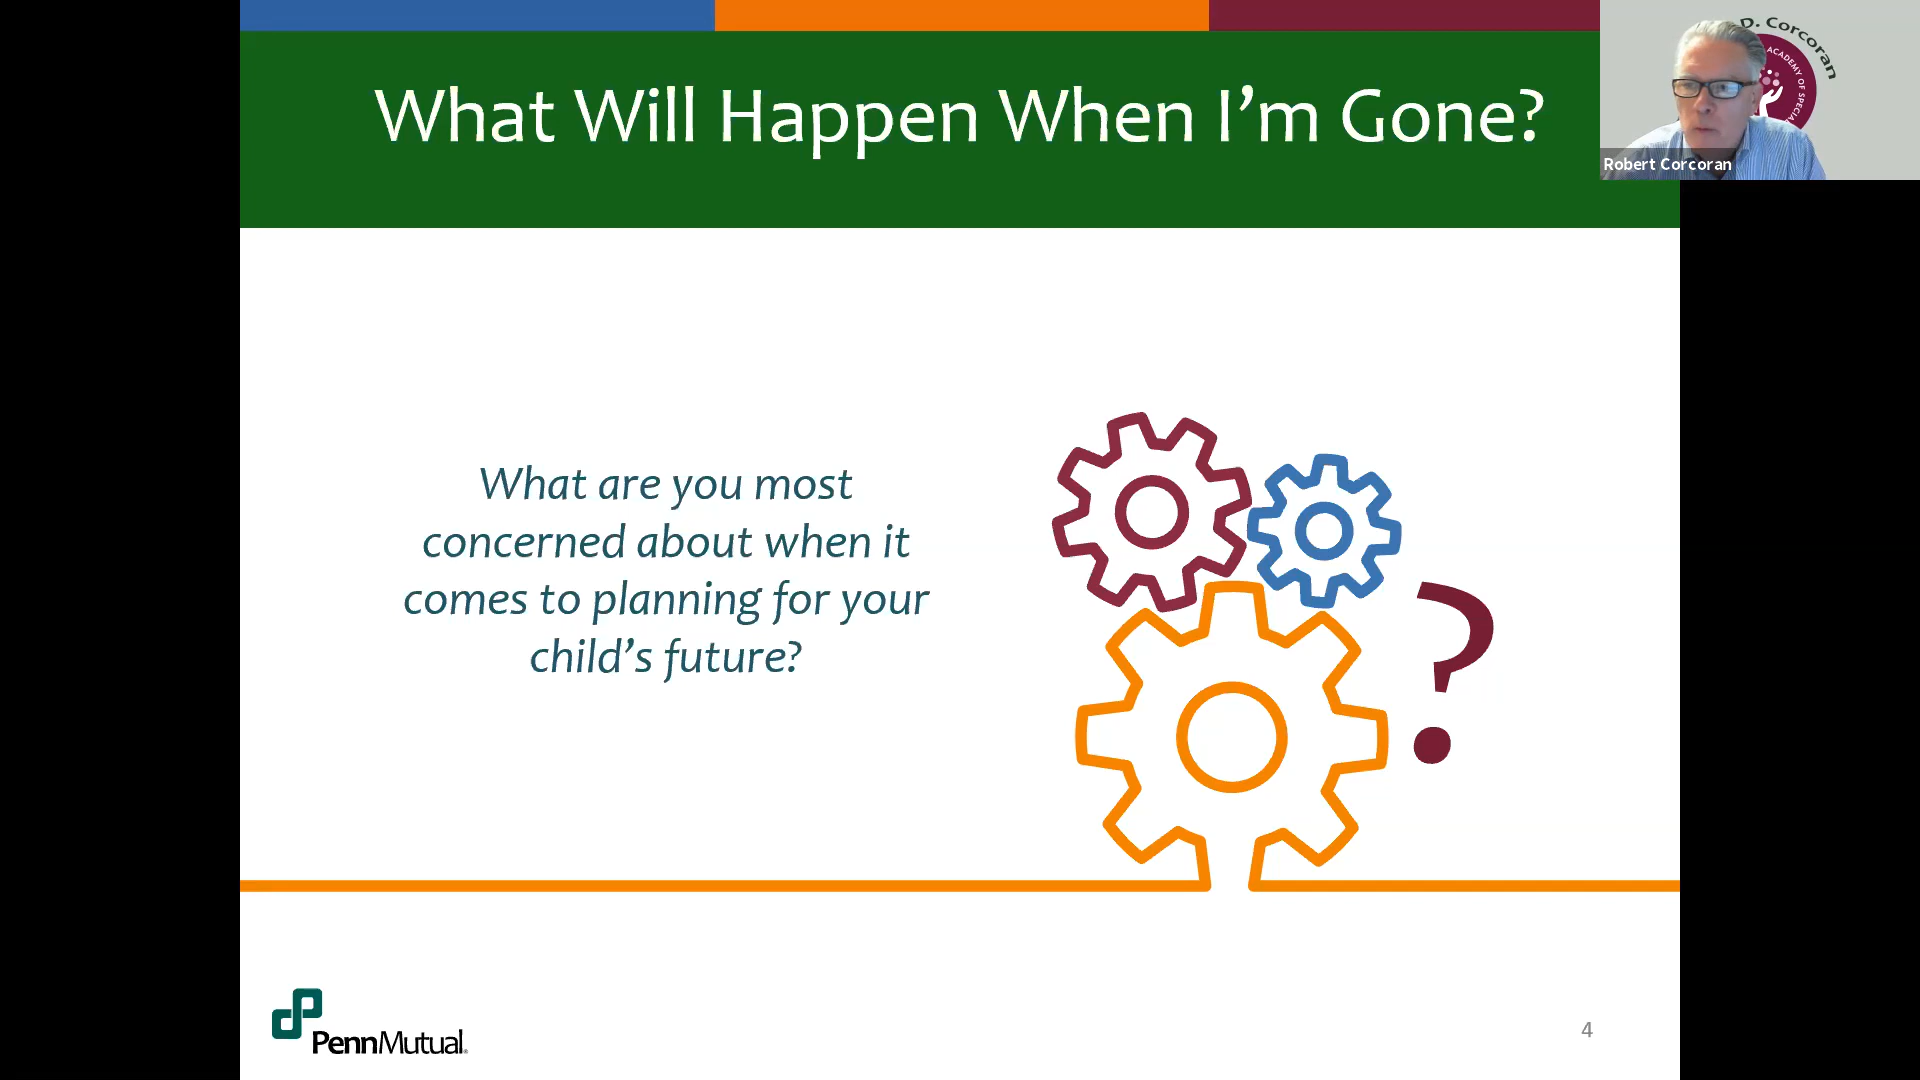 What Will Happen When I’m Gone?
D. Corcoran
ACADEMY OF SPECIAL
Robert Corcoran
What are you most
concerned about when it
comes to planning for your
child’s future?
?
PennMutual®
4